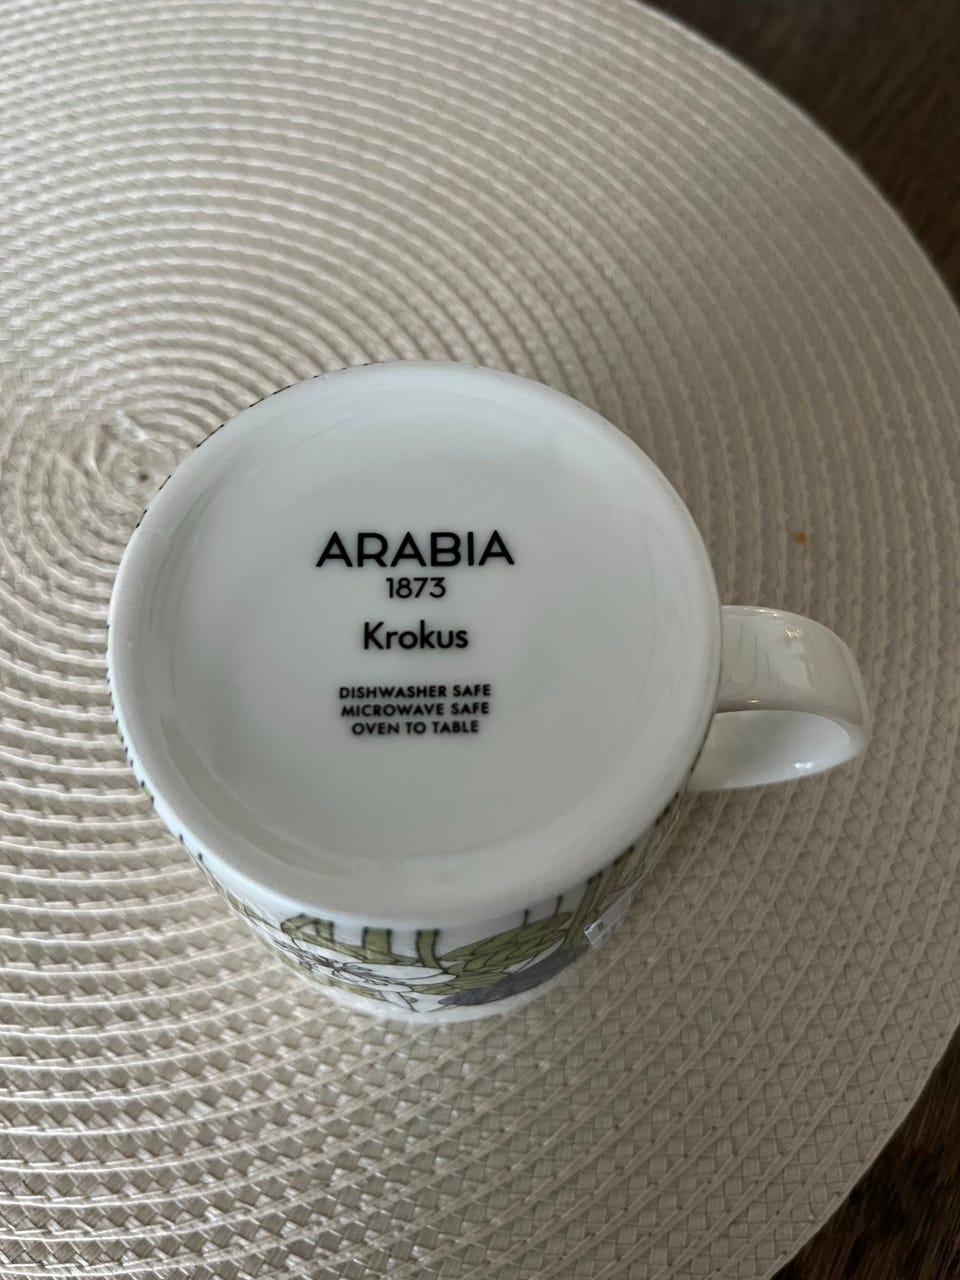 ARABIA
1873
Krokus
DISHWASHER SAFE
MICROWAVE SAFE
OVEN TO TABLE